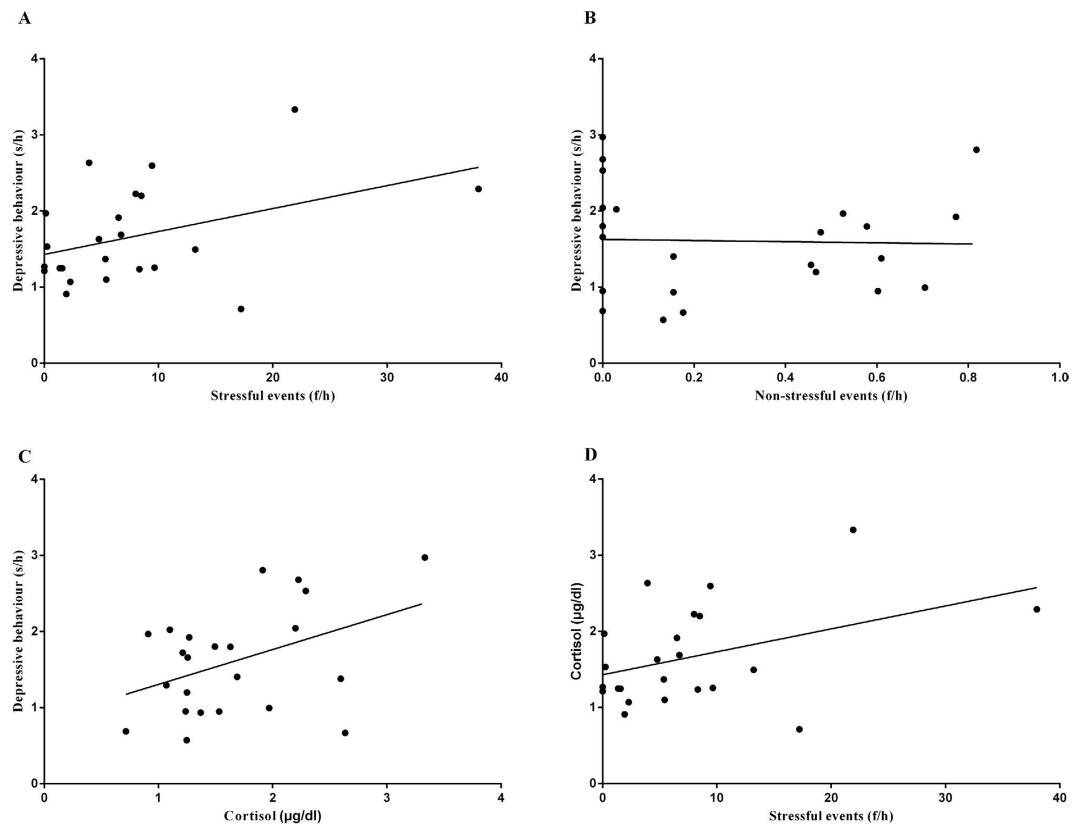 A
Depressive behaviour (s/h)
4
3
2
1
0
0 10 20 30 40
Stressful events (f/h)
B
Depressive behaviour (s/h)
4
3
2
1
0
0.0 0.2 0.4 0.6 0.8 1.0
Non-stressful events (f/h)
C
Depressive behaviour (s/h)
4
3
2
1
0
0 1 2 3 4
Cortisol (µg/dl)
D
Cortisol (µg/dl)
4
3
2
1
0
0 10 20 30 40
Stressful events (f/h)